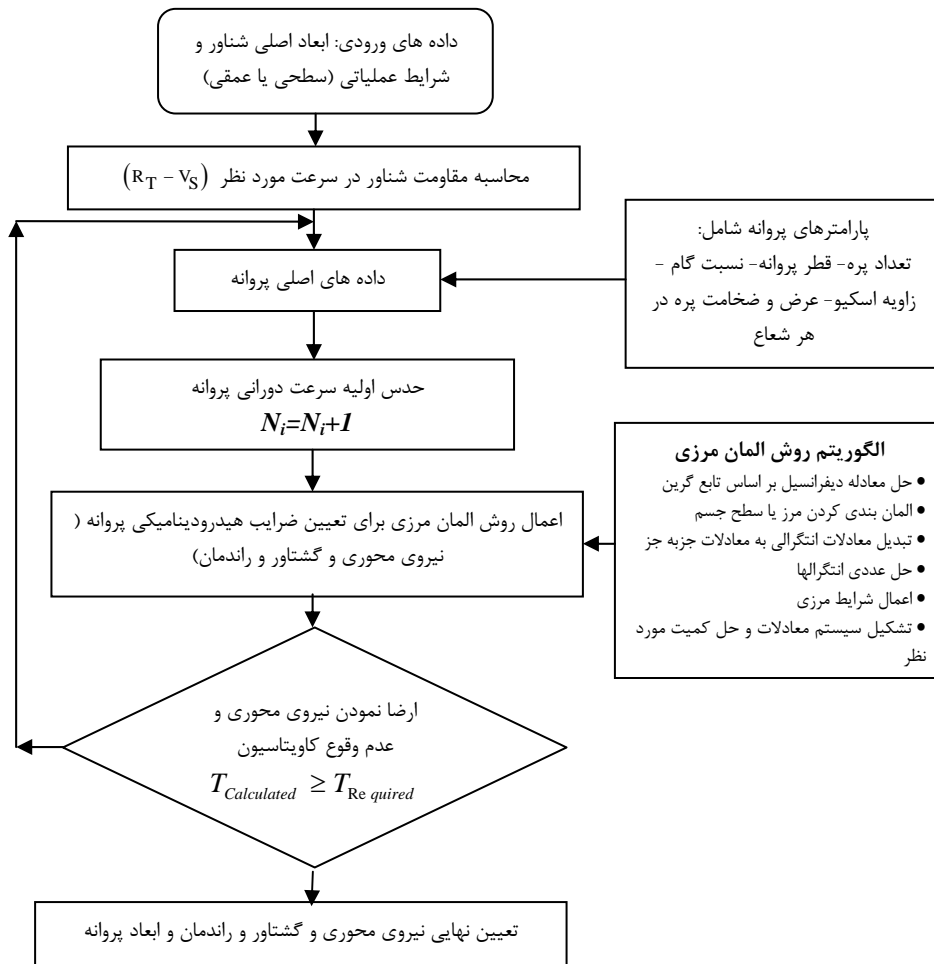 داده های ورودی: ابعاد اصلی شناور و
شرایط عملیاتی (سطحی یا عمقی)
محاسبه مقاومت شناور در سرعت مورد نظر (R_T – V_S)
پارامترهای پروانه شامل:
تعداد پره- قطر پروانه- نسبت گام –
زاویه اسکیو- عرض و ضخامت پره در
هر شعاع
داده های اصلی پروانه
حدس اولیه سرعت دورانی پروانه
N_i=N_i+1
الگوریتم روش المان مرزی
• حل معادله دیفرانسیل بر اساس تابع گرین
• المان بندی کردن مرز یا سطح جسم
• تبدیل معادلات انتگرالی به معادلات جزبه جز
• حل عددی انتگرالها
• اعمال شرایط مرزی
• تشکیل سیستم معادلات و حل کمیت مورد
نظر
اعمال روش المان مرزی برای تعیین ضرایب هیدرودینامیکی پروانه (
نیروی محوری و گشتاور و راندمان)
ارضا نمودن نیروی محوری و
عدم وقوع کاویتاسیون
T_Calculated ≥ T_Re quired
تعیین نهایی نیروی محوری و گشتاور و راندمان و ابعاد پروانه